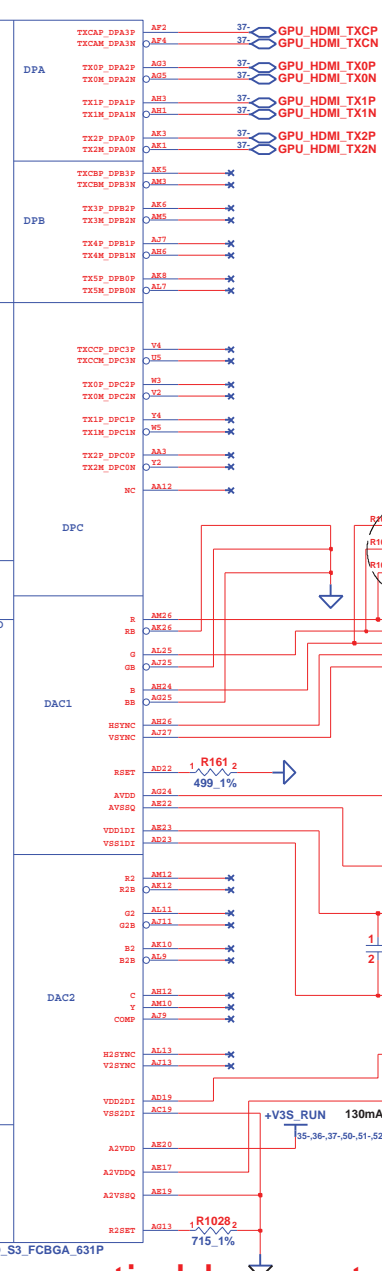 TXCAP_DPA3P AF2 37- GPU_HDMI_TXCP
TXCAM_DPA3N AF4 37- GPU_HDMI_TXCN
DPA
TX0P_DPA2P AG3 37- GPU_HDMI_TX0P
TX0M_DPA2N AG5 37- GPU_HDMI_TX0N
TX1P_DPA1P AH3 37- GPU_HDMI_TX1P
TX1M_DPA1N AH1 37- GPU_HDMI_TX1N
TX2P_DPA0P AK3 37- GPU_HDMI_TX2P
TX2M_DPA0N AK1 37- GPU_HDMI_TX2N
TXCBP_DPB3P AK5
TXCBM_DPB3N AM3
TX3P_DPB2P AK6
DPB TX3M_DPB2N AM5
TX4P_DPB1P AJ7
TX4M_DPB1N AH6
TX5P_DPB0P AK8
TX5M_DPB0N AL7
TXCCP_DPC3P V4
TXCCM_DPC3N U5
TX0P_DPC2P W3
TX0M_DPC2N V2
TX1P_DPC1P Y4
TX1M_DPC1N W5
TX2P_DPC0P AA3
TX2M_DPC0N Y2
NC AA12
DPC
R AM26
RB AK26
G AL25
GB AJ25
B AH24
DAC1 BB AG25
HSYNC AH26
VSYNC AJ27
RSET AD22 1 R161 2
499_1%
AVDD AG24
AVSSQ AE22
VDD1DI AE23
VSS1DI AD23
R2 AM12
R2B AK12
G2 AL11
G2B AJ11
1
B2 AK10
B2B AL9
2
DAC2
C AH12
Y AM10
COMP AJ9
H2SYNC AL13
V2SYNC AJ13
VDD2DI AD19
VSS2DI AC19
+V3S_RUN 130mA
35-,36-,37-,50-,51-,52
A2VDD AE20
A2VDDQ AE17
A2VSSQ AE19
R2SET AG13 1 R1028 2
715_1%
_S3_FCBGA_631P